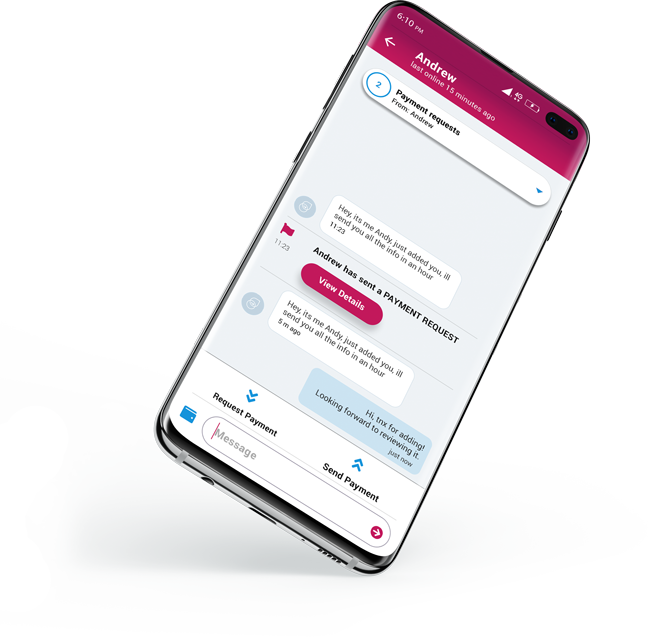 6:10 PM
4G
Andrew
last online 15 minutes ago
2
Payment requests
From: Andrew
Hey, its me Andy, just added you, ill
send you all the info in an hour
11:23
11:23
Andrew has sent a PAYMENT REQUEST
View Details
Hey, its me Andy, just added you, ill
send you all the info in an hour
5 m ago
Hi, tnx for adding!
Looking forward to reviewing it.
just now
Request Payment
Send Payment
Message